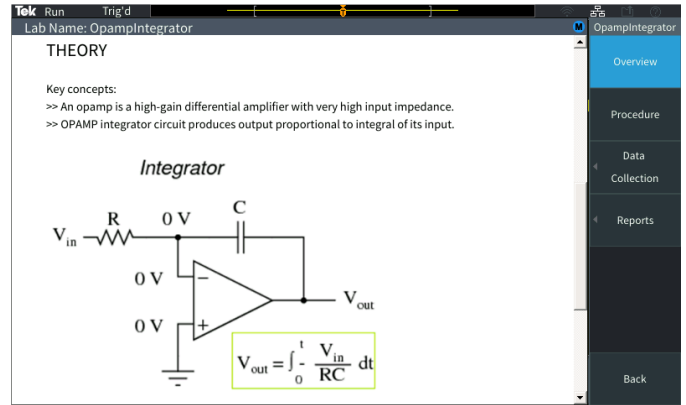 Tek Run Trig'd
Lab Name: OpampIntegrator
M
OpampIntegrator
THEORY
Key concepts:
>> An opamp is a high-gain differential amplifier with very high input impedance.
>> OPAMP integrator circuit produces output proportional to integral of its input.
Integrator
R
0 V
C
Vin
0 V
−
Vout
0 V
+
Vout = ∫0t - Vin/RC dt
Overview
Procedure
Data
Collection
Reports
Back